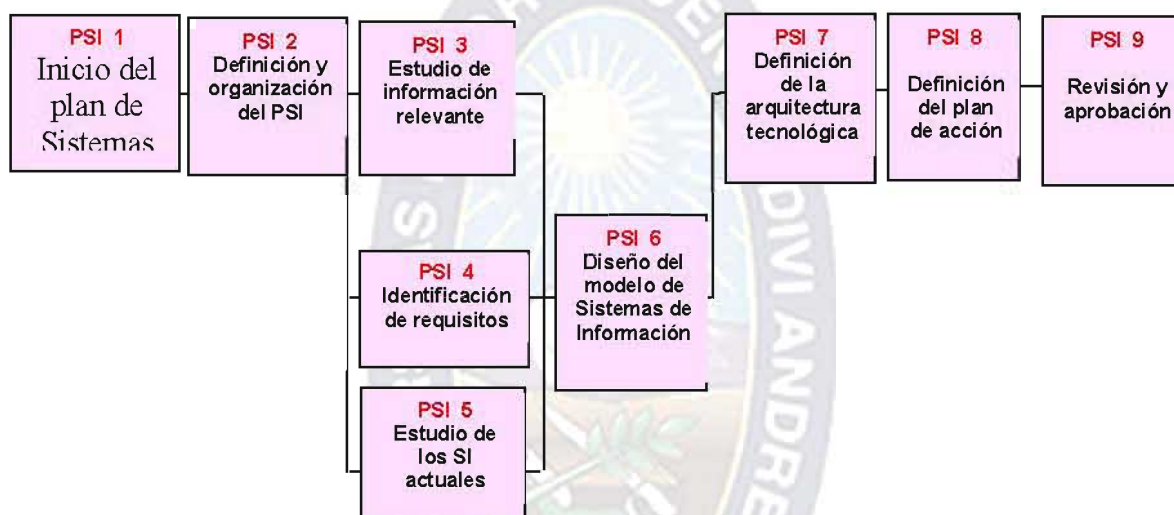 PSI 1
Inicio del
plan de
Sistemas
PSI 2
Definición y
organización
del PSI
PSI 3
Estudio de
información
relevante
PSI 4
Identificación
de requisitos
PSI 5
Estudio de
los SI
actuales
PSI 6
Diseño del
modelo de
Sistemas de
Información
PSI 7
Definición
de la
arquitectura
tecnológica
PSI 8
Definición
del plan
de acción
PSI 9
Revisión y
aprobación
DIVI ANDRE